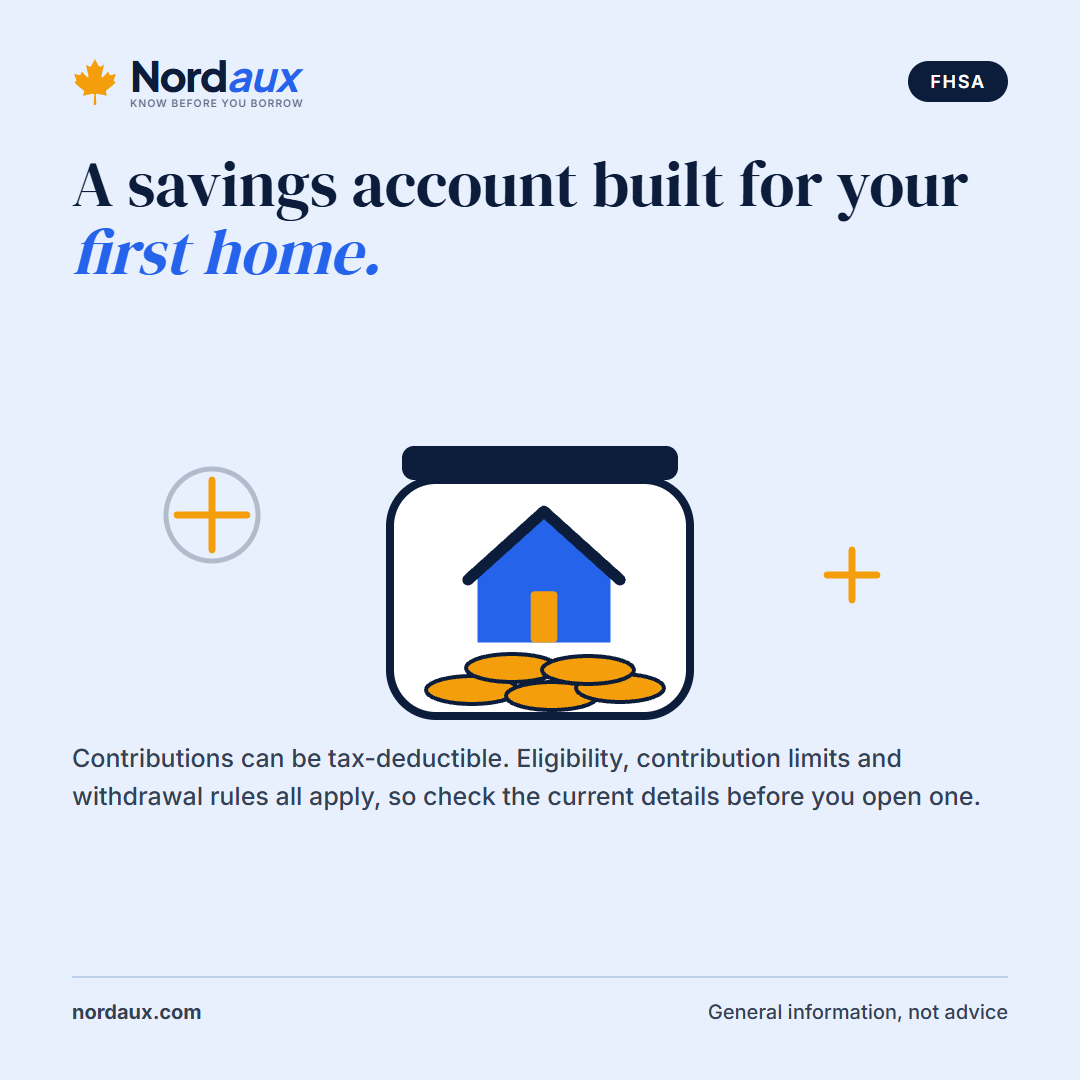 Nordaux
KNOW BEFORE YOU BORROW
FHSA
A savings account built for your
first home.
Contributions can be tax-deductible. Eligibility, contribution limits and
withdrawal rules all apply, so check the current details before you open one.
nordaux.com
General information, not advice